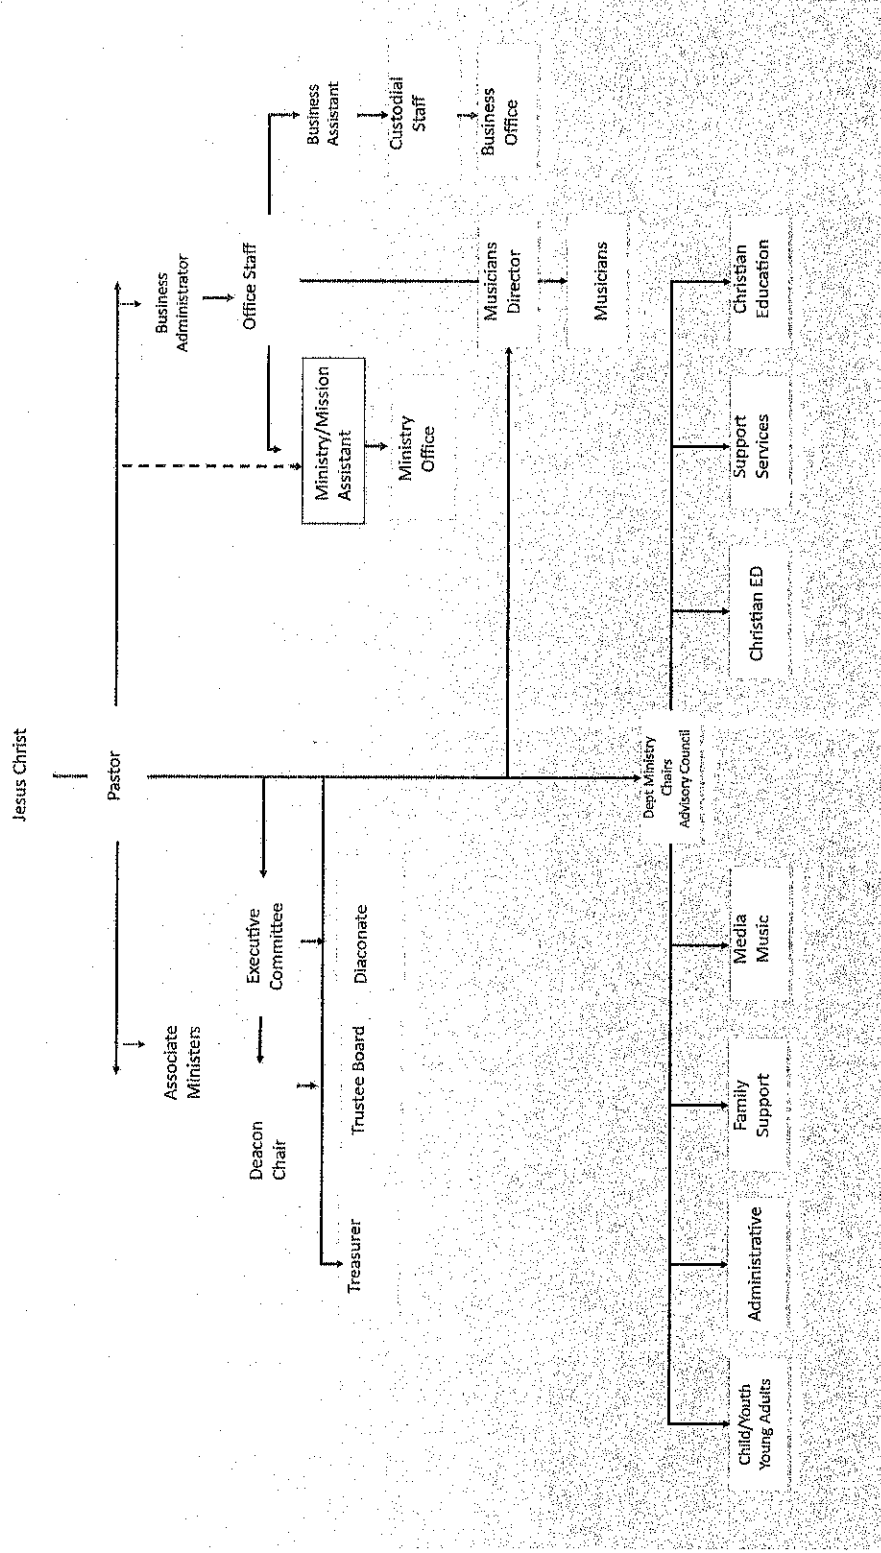 Jesus Christ
Pastor
Associate
Ministers
Business
Administrator
Executive
Committee
Deacon
Chair
Office Staff
Business
Assistant
Ministry/Mission
Assistant
Treasurer
Trustee Board
Diaconate
Ministry
Office
Custodial
Staff
Musicians
Director
Business
Office
Musicians
Dept Ministry
Chairs
Advisory Council
Child/Youth
Young Adults
Administrative
Family
Support
Media
Music
Christian ED
Support
Services
Christian
Education